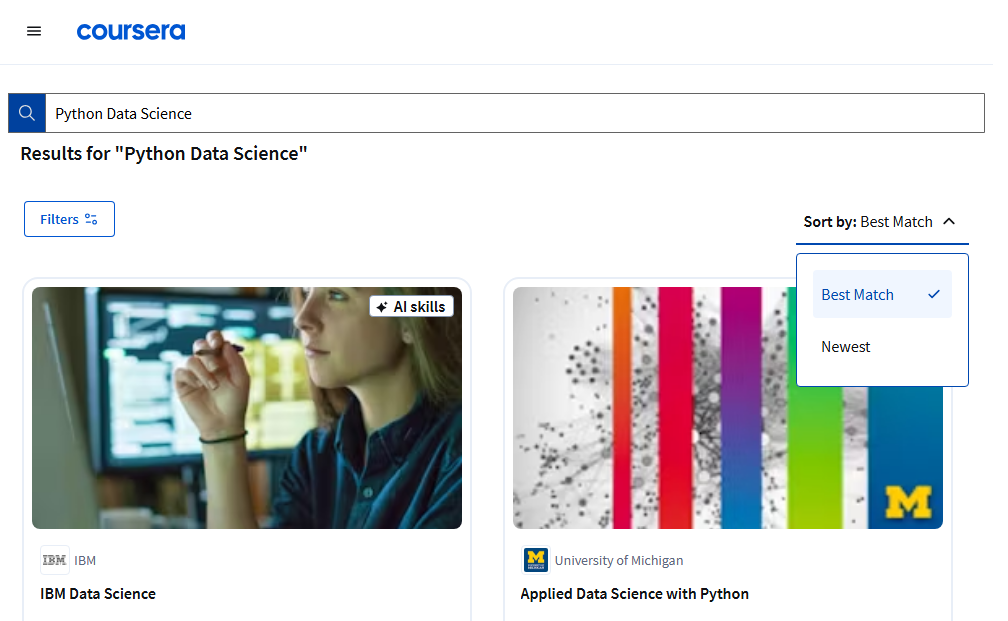 coursera
Python Data Science
Results for "Python Data Science"
Filters
Sort by: Best Match
Best Match
Newest
AI skills
M
IBM IBM
IBM Data Science
M University of Michigan
Applied Data Science with Python